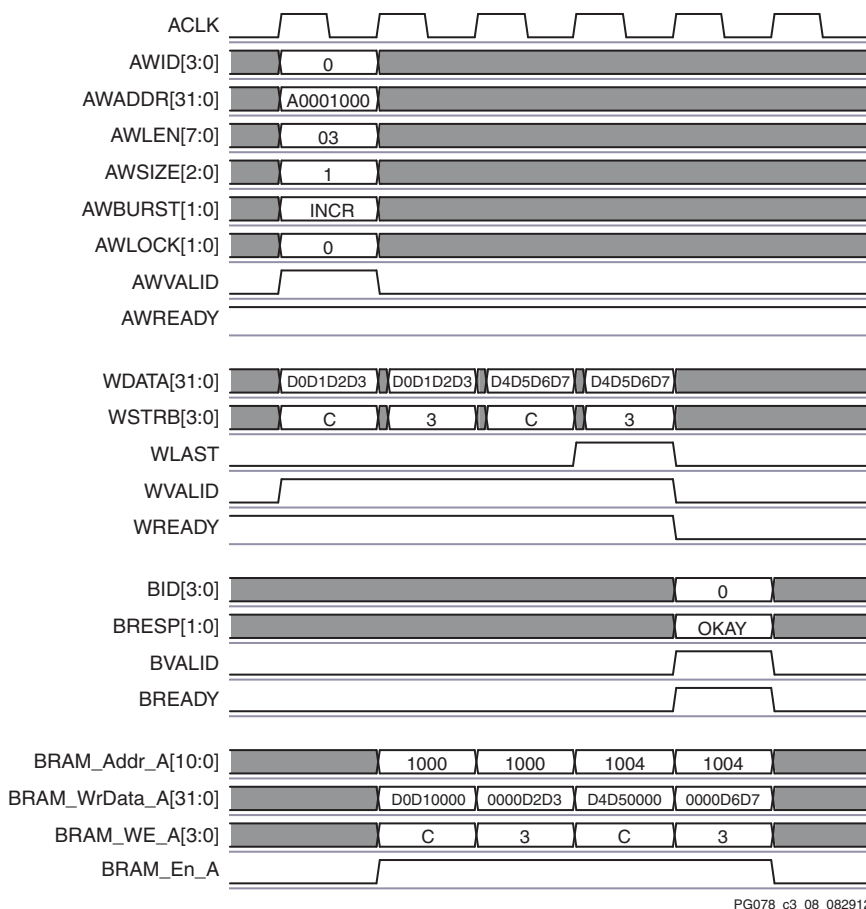 ACLK
AWID[3:0] 0
AWADDR[31:0] A0001000
AWLEN[7:0] 03
AWSIZE[2:0] 1
AWBURST[1:0] INCR
AWLOCK[1:0] 0
AWVALID
AWREADY
WDATA[31:0] D0D1D2D3 D0D1D2D3 D4D5D6D7 D4D5D6D7
WSTRB[3:0] C 3 C 3
WLAST
WVALID
WREADY
BID[3:0] 0
BRESP[1:0] OKAY
BVALID
BREADY
BRAM_Addr_A[10:0] 1000 1000 1004 1004
BRAM_WrData_A[31:0] D0D10000 0000D2D3 D4D50000 0000D6D7
BRAM_WE_A[3:0] C 3 C 3
BRAM_En_A
PG078_c3_08_082912